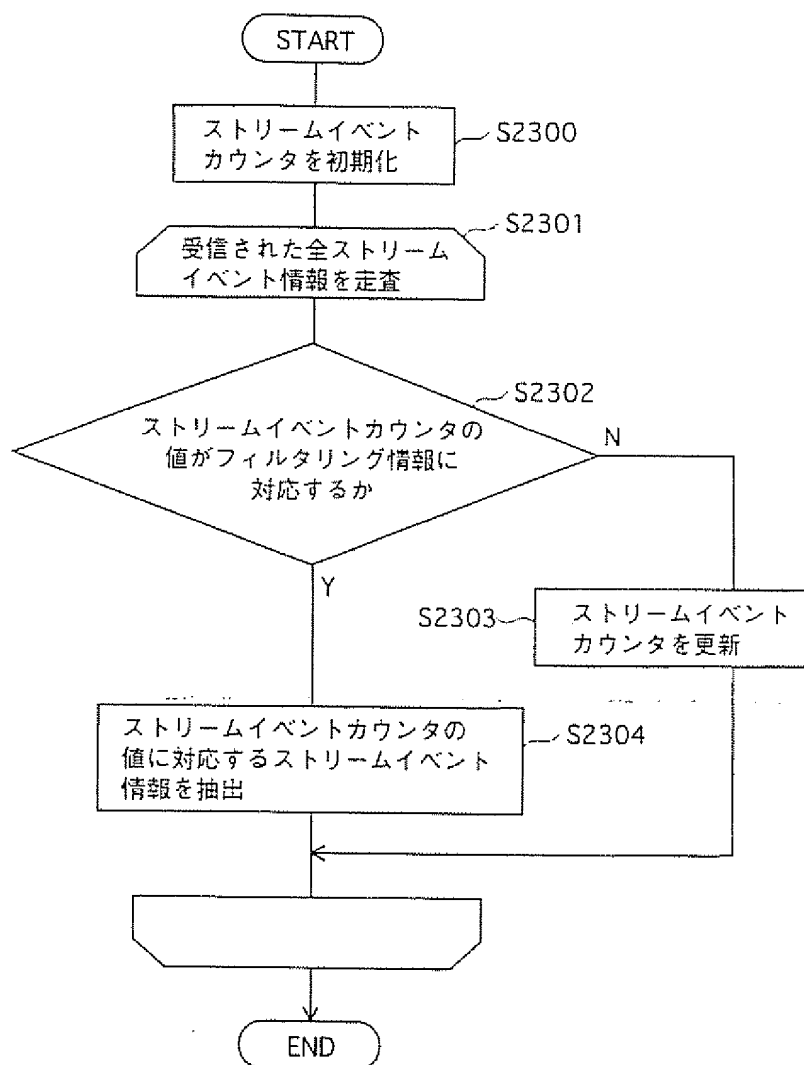 START
ストリームイベント
カウンタを初期化
S2300
S2301
受信された全ストリーム
イベント情報を走査
S2302
ストリームイベントカウンタの
値がフィルタリング情報に
対応するか
N
Y
S2303
ストリームイベント
カウンタを更新
ストリームイベントカウンタの
値に対応するストリームイベント
情報を抽出
S2304
END